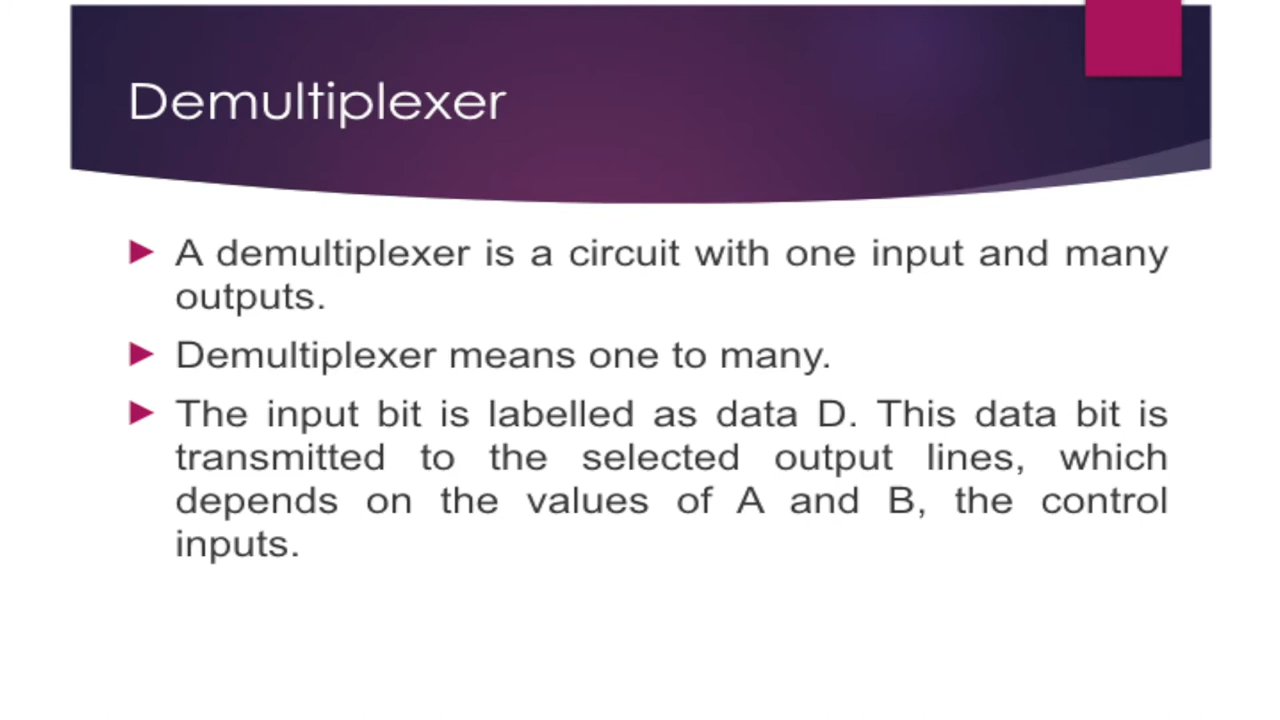 Demultiplexer
A demultiplexer is a circuit with one input and many
outputs.
Demultiplexer means one to many.
The input bit is labelled as data D. This data bit is
transmitted to the selected output lines, which
depends on the values of A and B, the control
inputs.